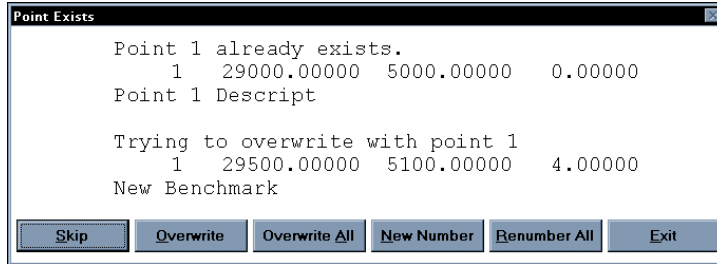 Point Exists
Point 1 already exists.
1 29000.00000 5000.00000 0.00000
Point 1 Descript
Trying to overwrite with point 1
1 29500.00000 5100.00000 4.00000
New Benchmark
Skip Overwrite Overwrite All New Number Renumber All Exit